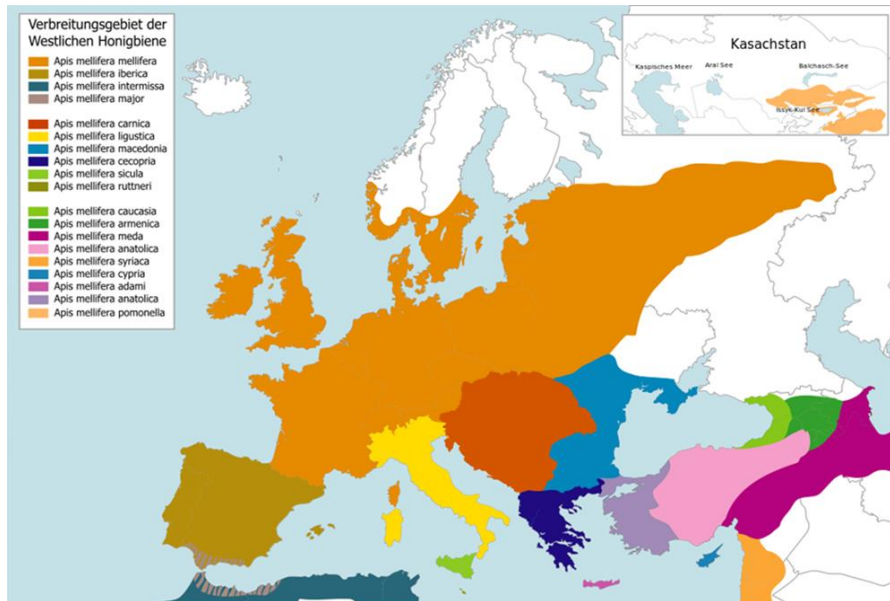 Verbreitungsgebiet der
Westlichen Honigbiene
Apis mellifera mellifera
Apis mellifera iberica
Apis mellifera intermissa
Apis mellifera major
Apis mellifera carnica
Apis mellifera ligustica
Apis mellifera macedonia
Apis mellifera cecopria
Apis mellifera sicula
Apis mellifera ruttneri
Apis mellifera caucasia
Apis mellifera armenica
Apis mellifera meda
Apis mellifera anatolica
Apis mellifera syriaca
Apis mellifera cypria
Apis mellifera adami
Apis mellifera anatolica
Apis mellifera pomonella
Kasachstan
Kaspisches Meer
Aral See
Balchasch-See
Issyk-Kul See